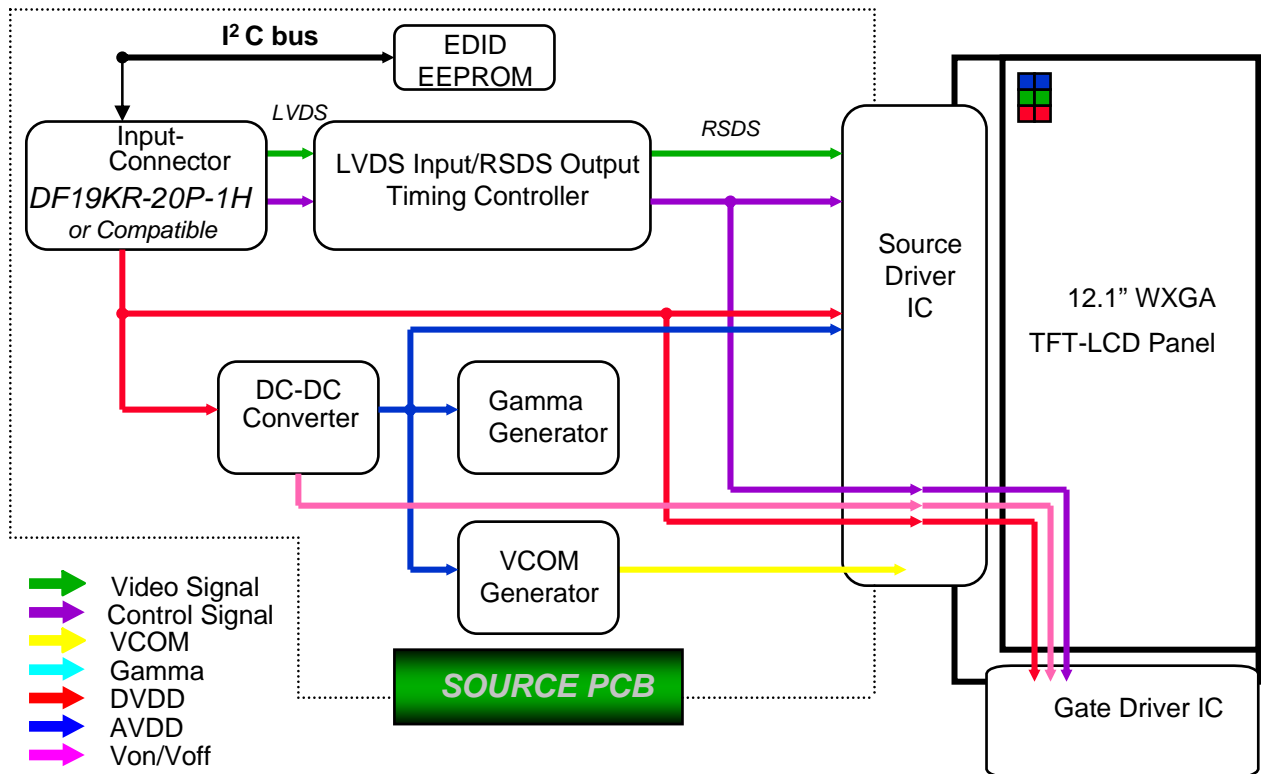 I² C bus
EDID
EEPROM
LVDS
RSDS
Input-
Connector
DF19KR-20P-1H
or Compatible
LVDS Input/RSDS Output
Timing Controller
Source
Driver
IC
12.1” WXGA
TFT-LCD Panel
DC-DC
Converter
Gamma
Generator
VCOM
Generator
Video Signal
Control Signal
VCOM
Gamma
DVDD
AVDD
Von/Voff
SOURCE PCB
Gate Driver IC